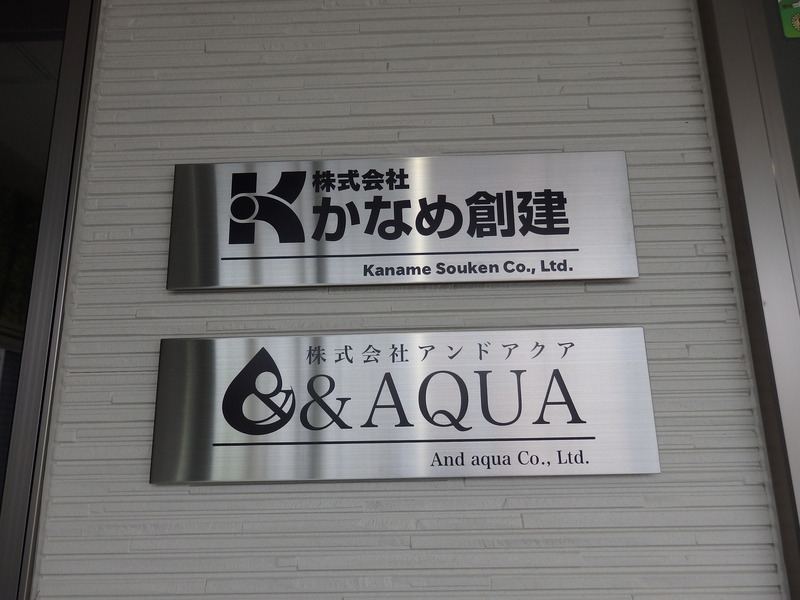 株式会社
かなめ創建
Kaname Souken Co., Ltd.
株式会社アンドアクア
& AQUA
And aqua Co., Ltd.